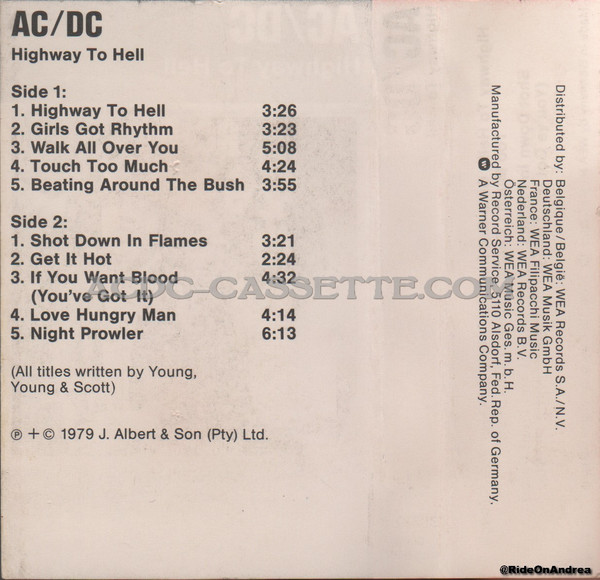 AC/DC
Highway To Hell
Side 1:
1. Highway To Hell 3:26
2. Girls Got Rhythm 3:23
3. Walk All Over You 5:08
4. Touch Too Much 4:24
5. Beating Around The Bush 3:55
Side 2:
1. Shot Down In Flames 3:21
2. Get It Hot 2:24
3. If You Want Blood 4:32
(You've Got It)
4. Love Hungry Man 4:14
5. Night Prowler 6:13
(All titles written by Young,
Young & Scott)
℗ + © 1979 J. Albert & Son (Pty) Ltd.
Distributed by: Belgique/België: WEA Records S.A./N.V.
Deutschland: WEA Musik GmbH
France: WEA Filipacchi Music
Nederland: WEA Records B.V.
Österreich: WEA Music Ges.m.b.H.
Manufactured by Record Service, 5110 Alsdorf, Fed. Rep. of Germany.
A Warner Communications Company.
ACDC-CASSETTE.COM
@RideOnAndrea